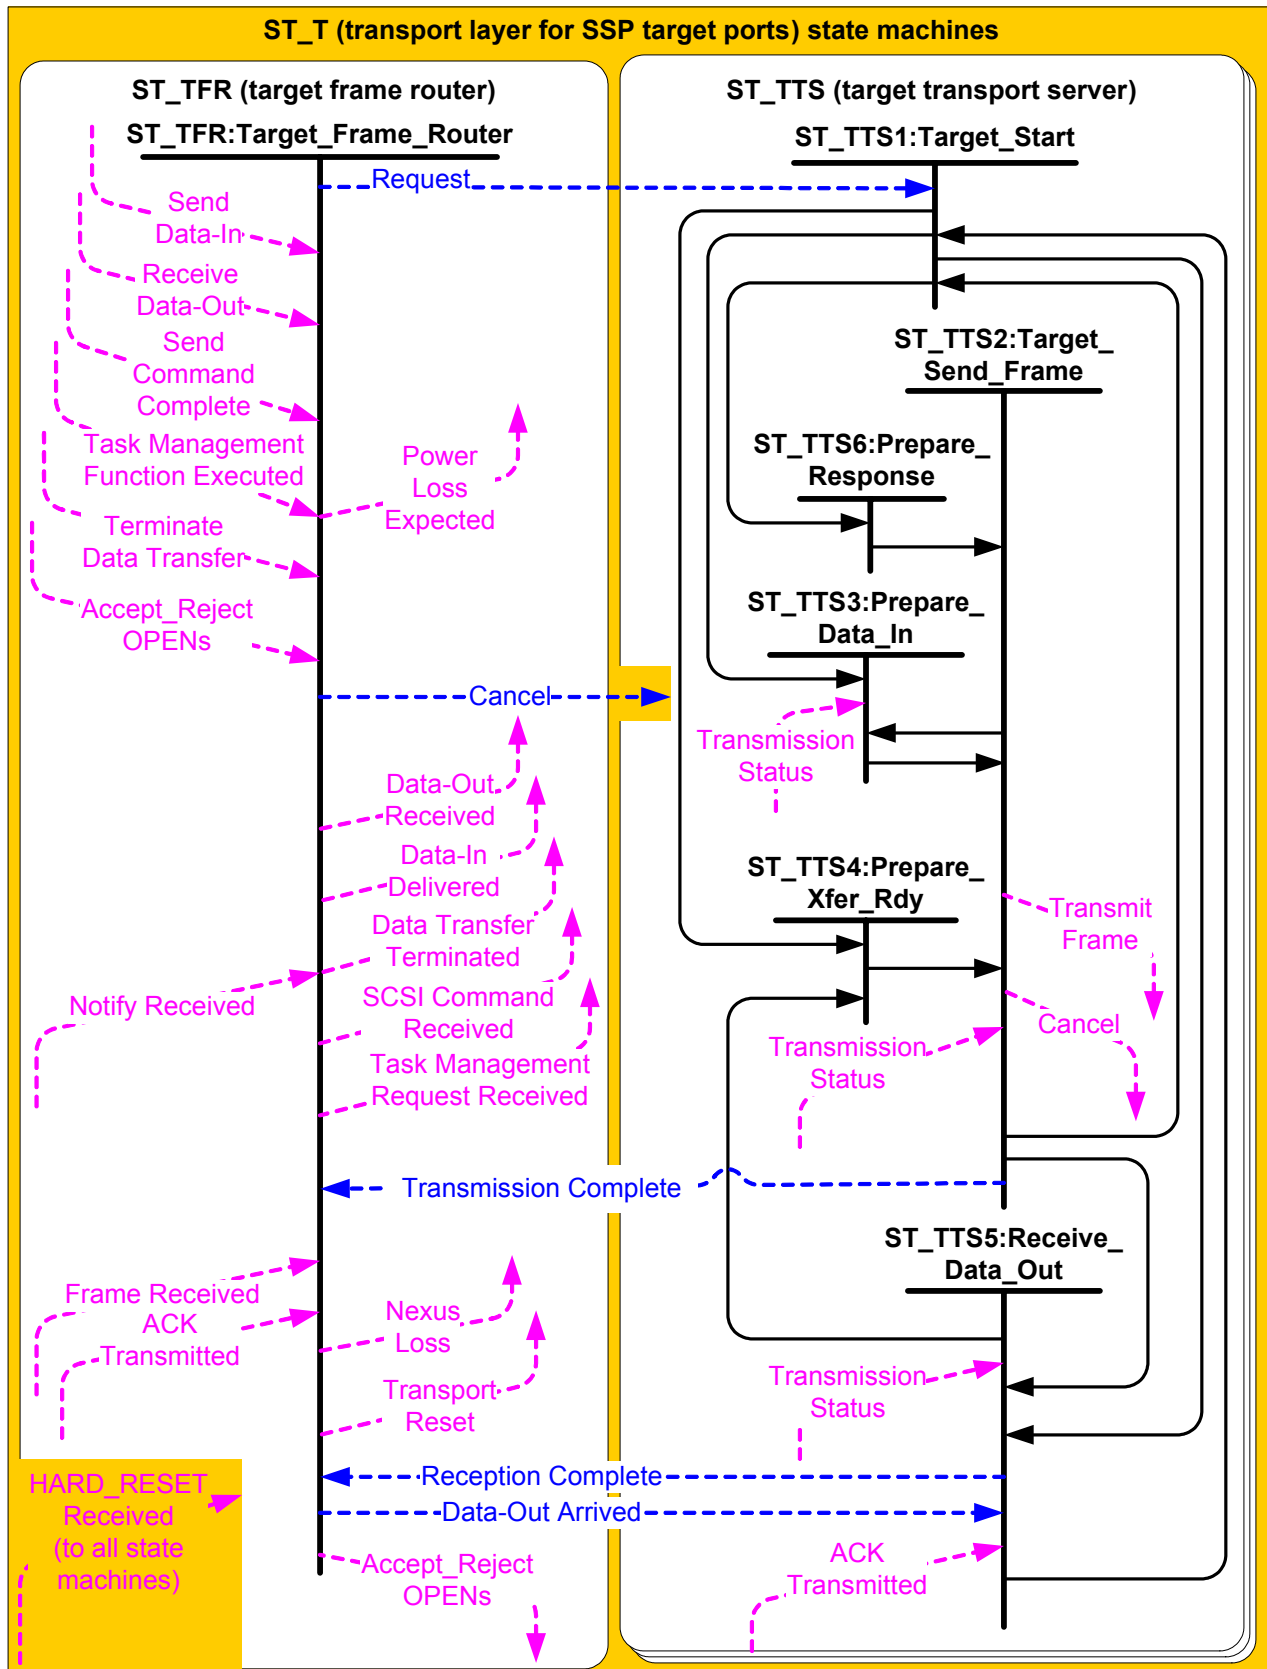 ST_T (transport layer for SSP target ports) state machines
ST_TFR (target frame router)
ST_TFR:Target_Frame_Router
Send
Data-In
Receive
Data-Out
Send
Command
Complete
Task Management
Function Executed
Power
Loss
Expected
Terminate
Data Transfer
Accept_Reject
OPENs
Request
Cancel
Data-Out
Received
Data-In
Delivered
Data Transfer
Terminated
Notify Received
SCSI Command
Received
Task Management
Request Received
Transmission Complete
Frame Received
ACK
Transmitted
Nexus
Loss
Transport
Reset
HARD_RESET
Received
(to all state
machines)
Reception Complete
Data-Out Arrived
Accept_Reject
OPENs
ST_TTS (target transport server)
ST_TTS1:Target_Start
ST_TTS2:Target_
Send_Frame
ST_TTS6:Prepare_
Response
ST_TTS3:Prepare_
Data_In
Transmission
Status
ST_TTS4:Prepare_
Xfer_Rdy
Transmit
Frame
Cancel
Transmission
Status
ST_TTS5:Receive_
Data_Out
Transmission
Status
ACK
Transmitted